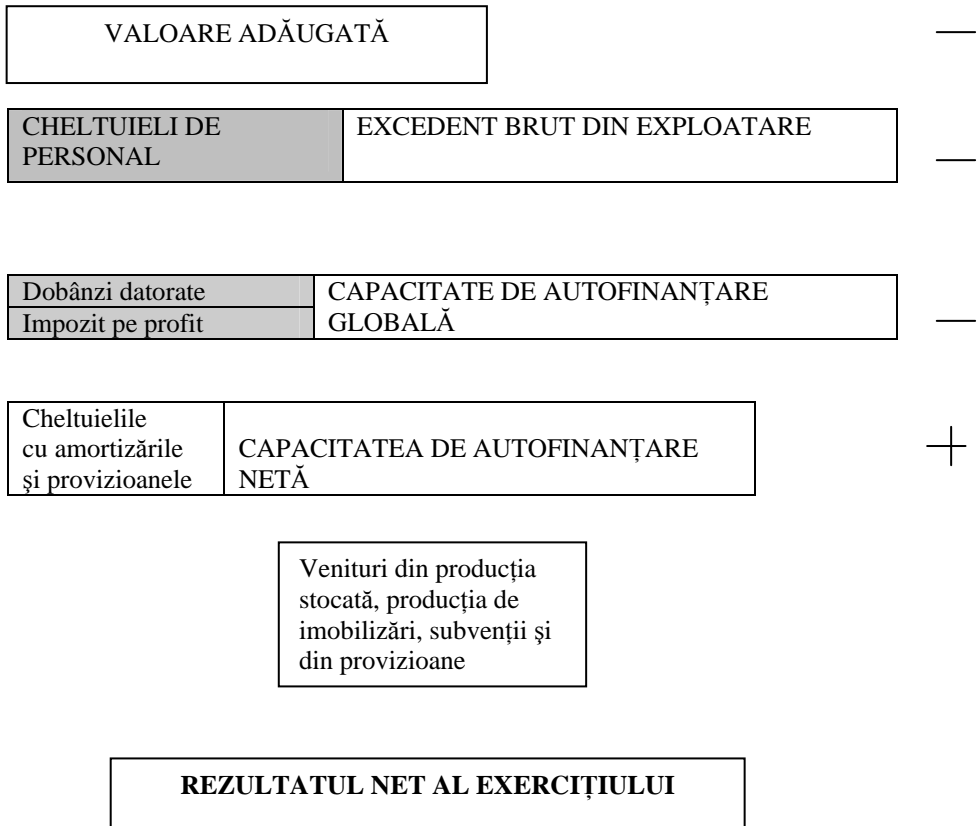 VALOARE ADĂUGATĂ
CHELTUIELI DE
PERSONAL
EXCEDENT BRUT DIN EXPLOATARE
Dobânzi datorate
Impozit pe profit
CAPACITATE DE AUTOFINANȚARE
GLOBALĂ
Cheltuielile
cu amortizările
şi provizioanele
CAPACITATEA DE AUTOFINANȚARE
NETĂ
Venituri din producția
stocată, producția de
imobilizări, subvenții şi
din provizioane
REZULTATUL NET AL EXERCIȚIULUI